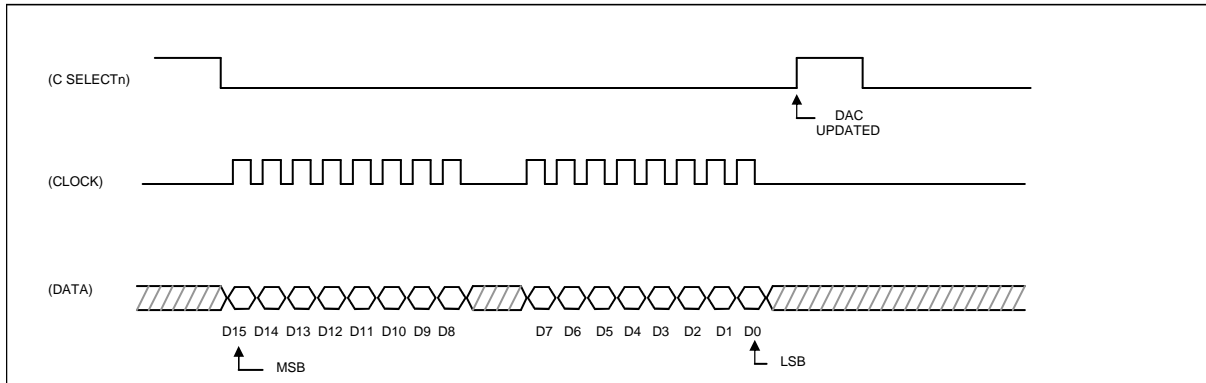 (C SELECTn)
DAC
UPDATED
(CLOCK)
(DATA)
D15 D14 D13 D12 D11 D10 D9 D8 D7 D6 D5 D4 D3 D2 D1 D0
MSB LSB